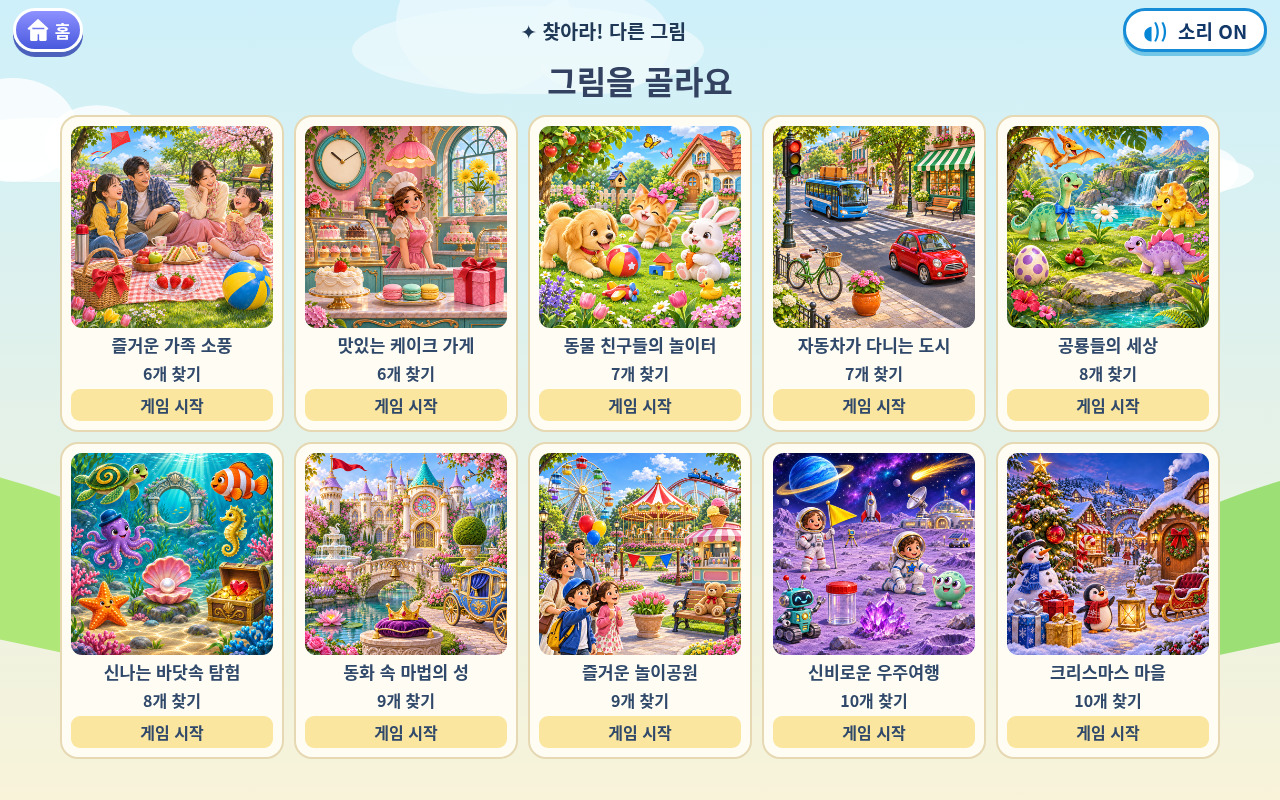 홈
✦ 찾아라! 다른 그림
소리 ON
그림을 골라요
즐거운 가족 소풍
6개 찾기
게임 시작
맛있는 케이크 가게
6개 찾기
게임 시작
동물 친구들의 놀이터
7개 찾기
게임 시작
자동차가 다니는 도시
7개 찾기
게임 시작
공룡들의 세상
8개 찾기
게임 시작
신나는 바닷속 탐험
8개 찾기
게임 시작
동화 속 마법의 성
9개 찾기
게임 시작
즐거운 놀이공원
9개 찾기
게임 시작
신비로운 우주여행
10개 찾기
게임 시작
크리스마스 마을
10개 찾기
게임 시작